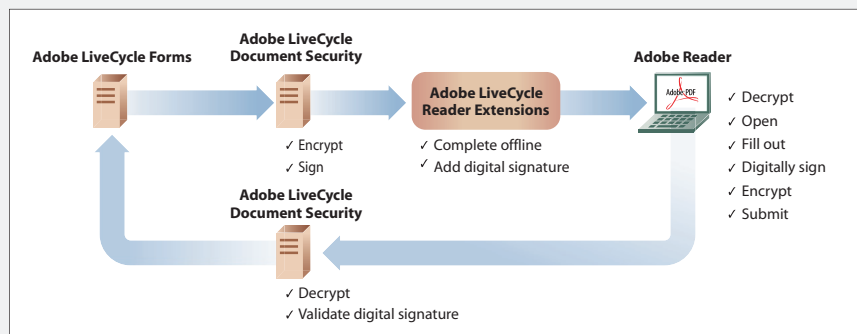 Adobe LiveCycle Forms
Adobe LiveCycle
Document Security
✓ Encrypt
✓ Sign
Adobe LiveCycle
Reader Extensions
✓ Complete offline
✓ Add digital signature
Adobe Reader
Adobe PDF
✓ Decrypt
✓ Open
✓ Fill out
✓ Digitally sign
✓ Encrypt
✓ Submit
Adobe LiveCycle
Document Security
✓ Decrypt
✓ Validate digital signature